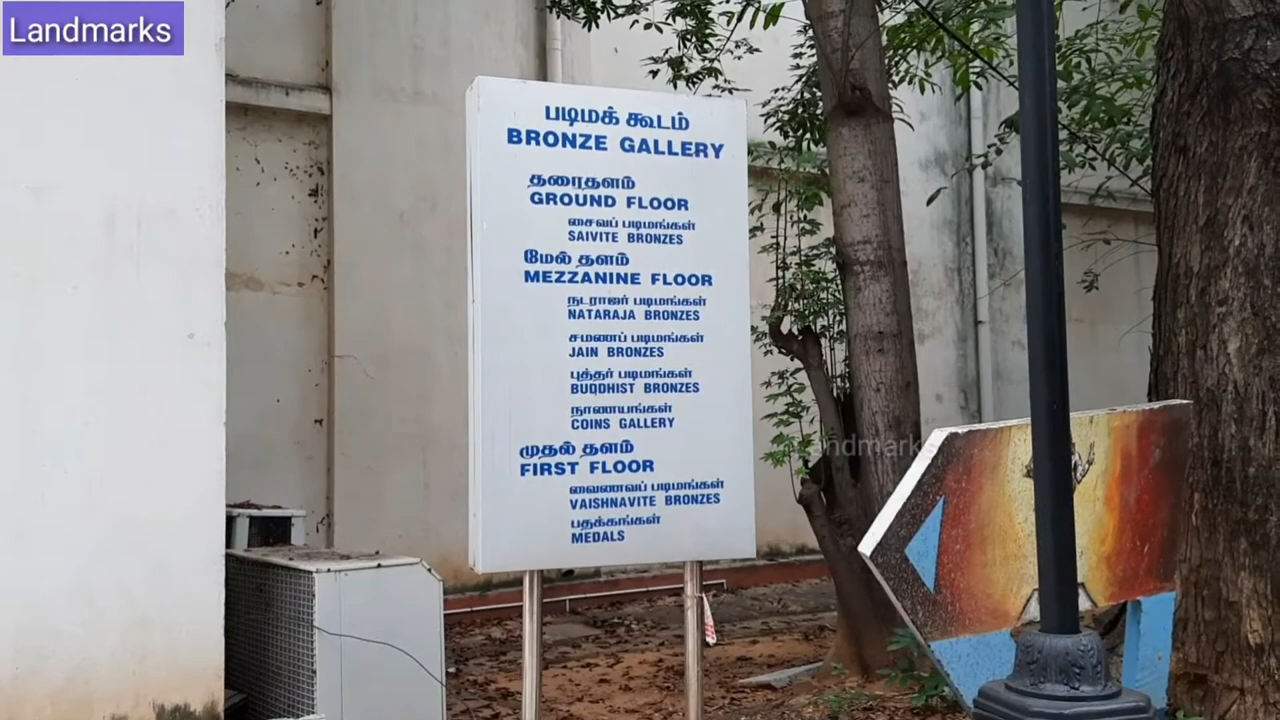 Landmarks
படிமக் கூடம்
BRONZE GALLERY
தரைதளம்
GROUND FLOOR
சைவப் படிமங்கள்
SAIVITE BRONZES
மேல் தளம்
MEZZANINE FLOOR
நடராஜர் படிமங்கள்
NATARAJA BRONZES
சமணப் படிமங்கள்
JAIN BRONZES
புத்தர் படிமங்கள்
BUDDHIST BRONZES
நாணயங்கள்
COINS GALLERY
முதல் தளம்
FIRST FLOOR
வைணவப் படிமங்கள்
VAISHNAVITE BRONZES
பதக்கங்கள்
MEDALS
Landmarks